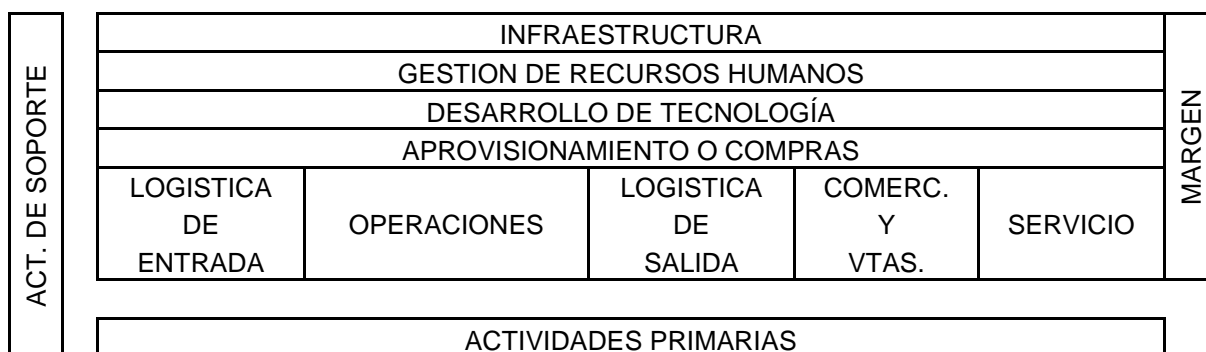 ACT. DE SOPORTE
INFRAESTRUCTURA
GESTION DE RECURSOS HUMANOS
DESARROLLO DE TECNOLOGÍA
APROVISIONAMIENTO O COMPRAS
LOGISTICA
DE
ENTRADA
OPERACIONES
LOGISTICA
DE
SALIDA
COMERC.
Y
VTAS.
SERVICIO
MARGEN
ACTIVIDADES PRIMARIAS